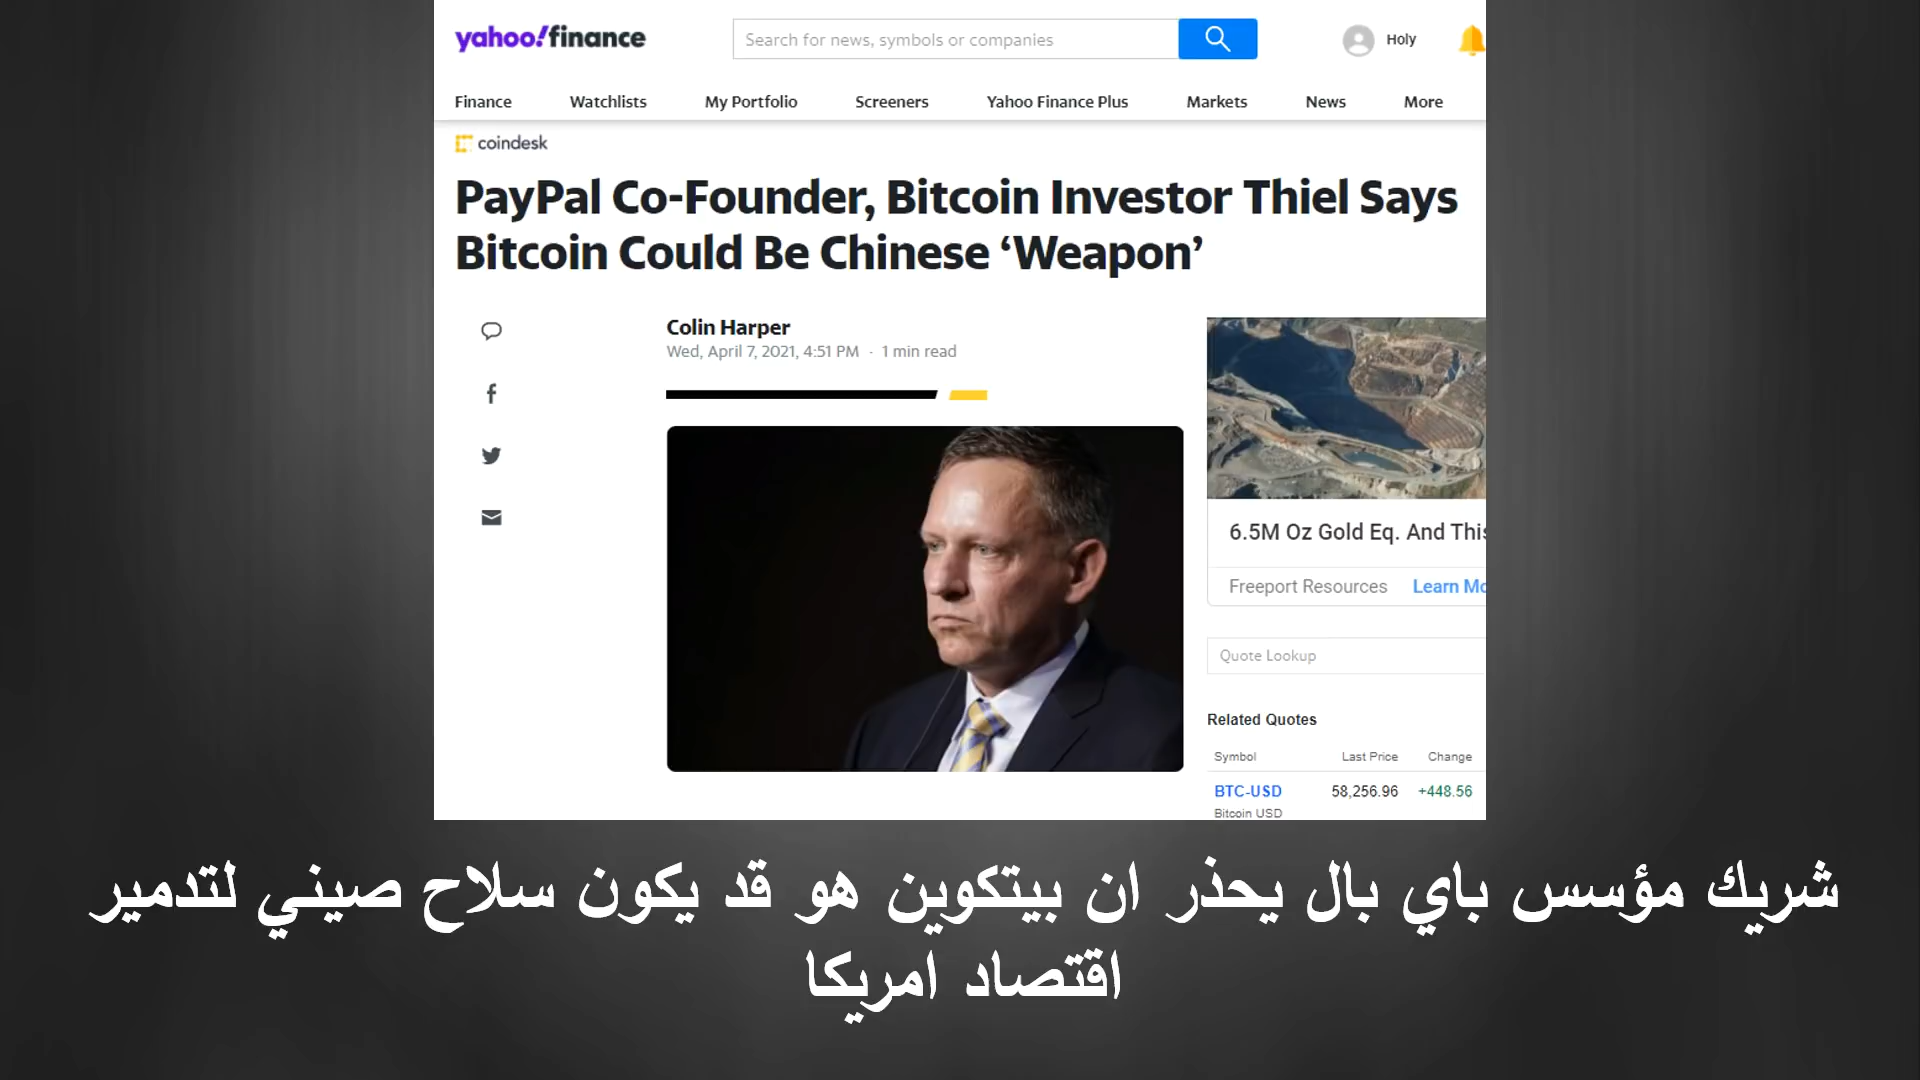 yahoo!finance
Search for news, symbols or companies
Holy
Finance Watchlists My Portfolio Screeners Yahoo Finance Plus Markets News More
coindesk
PayPal Co-Founder, Bitcoin Investor Thiel Says
Bitcoin Could Be Chinese ‘Weapon’
Colin Harper
Wed, April 7, 2021, 4:51 PM · 1 min read
6.5M Oz Gold Eq. And This
Freeport Resources Learn Mo
Quote Lookup
Related Quotes
Symbol Last Price Change
BTC-USD 58,256.96 +448.56
Bitcoin USD
شريك مؤسس باي بال يحذر ان بيتكوين هو قد يكون سلاح صيني لتدمير
اقتصاد امريكا